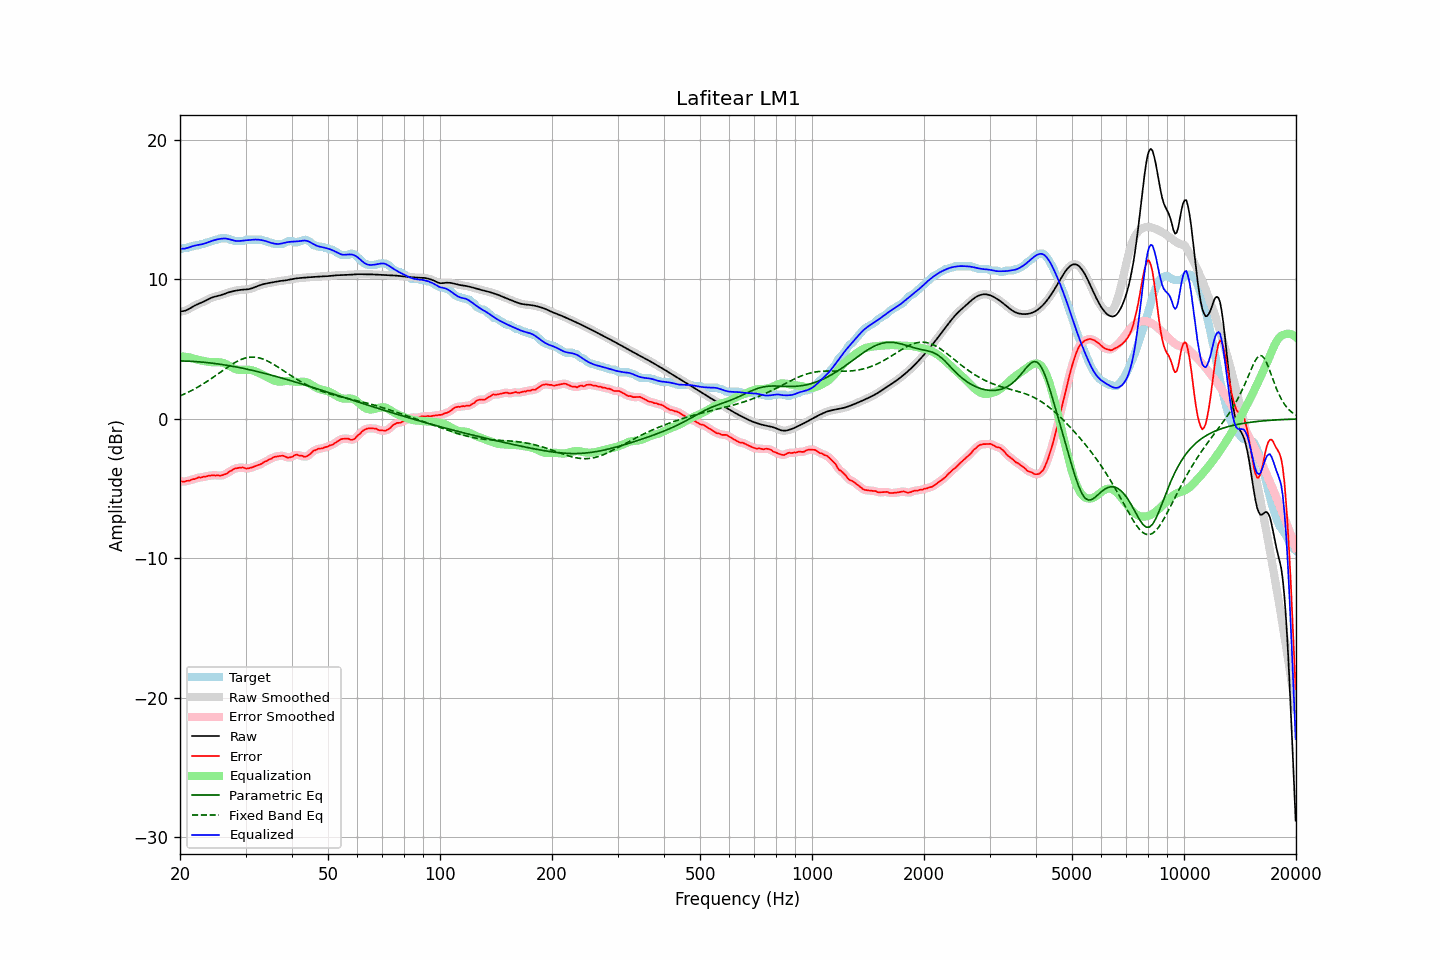 Lafitear LM1
Amplitude (dBr)
20
10
0
−10
−20
−30
Target
Raw Smoothed
Error Smoothed
Raw
Error
Equalization
Parametric Eq
Fixed Band Eq
Equalized
20 50 100 200 500 1000 2000 5000 10000 20000
Frequency (Hz)